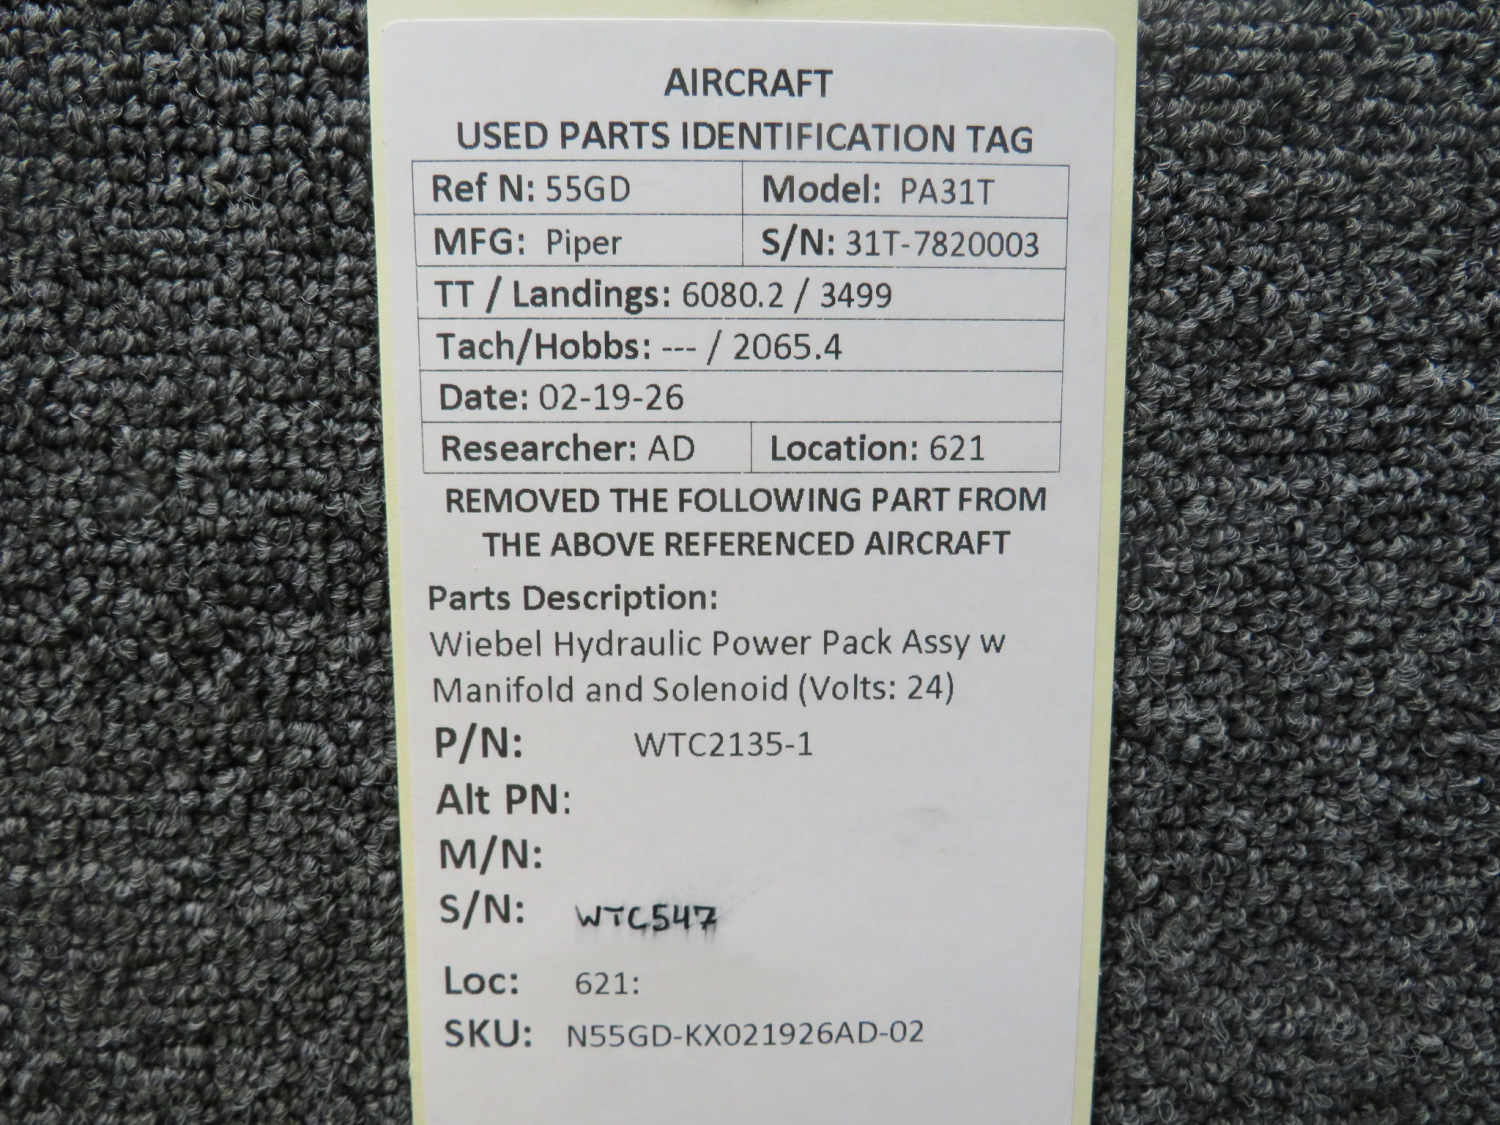 AIRCRAFT
USED PARTS IDENTIFICATION TAG
Ref N: 55GD Model: PA31T
MFG: Piper S/N: 31T-7820003
TT / Landings: 6080.2 / 3499
Tach/Hobbs: --- / 2065.4
Date: 02-19-26
Researcher: AD Location: 621
REMOVED THE FOLLOWING PART FROM
THE ABOVE REFERENCED AIRCRAFT
Parts Description:
Wiebel Hydraulic Power Pack Assy w
Manifold and Solenoid (Volts: 24)
P/N: WTC2135-1
Alt PN:
M/N:
S/N: WTC547
Loc: 621:
SKU: N55GD-KX021926AD-02